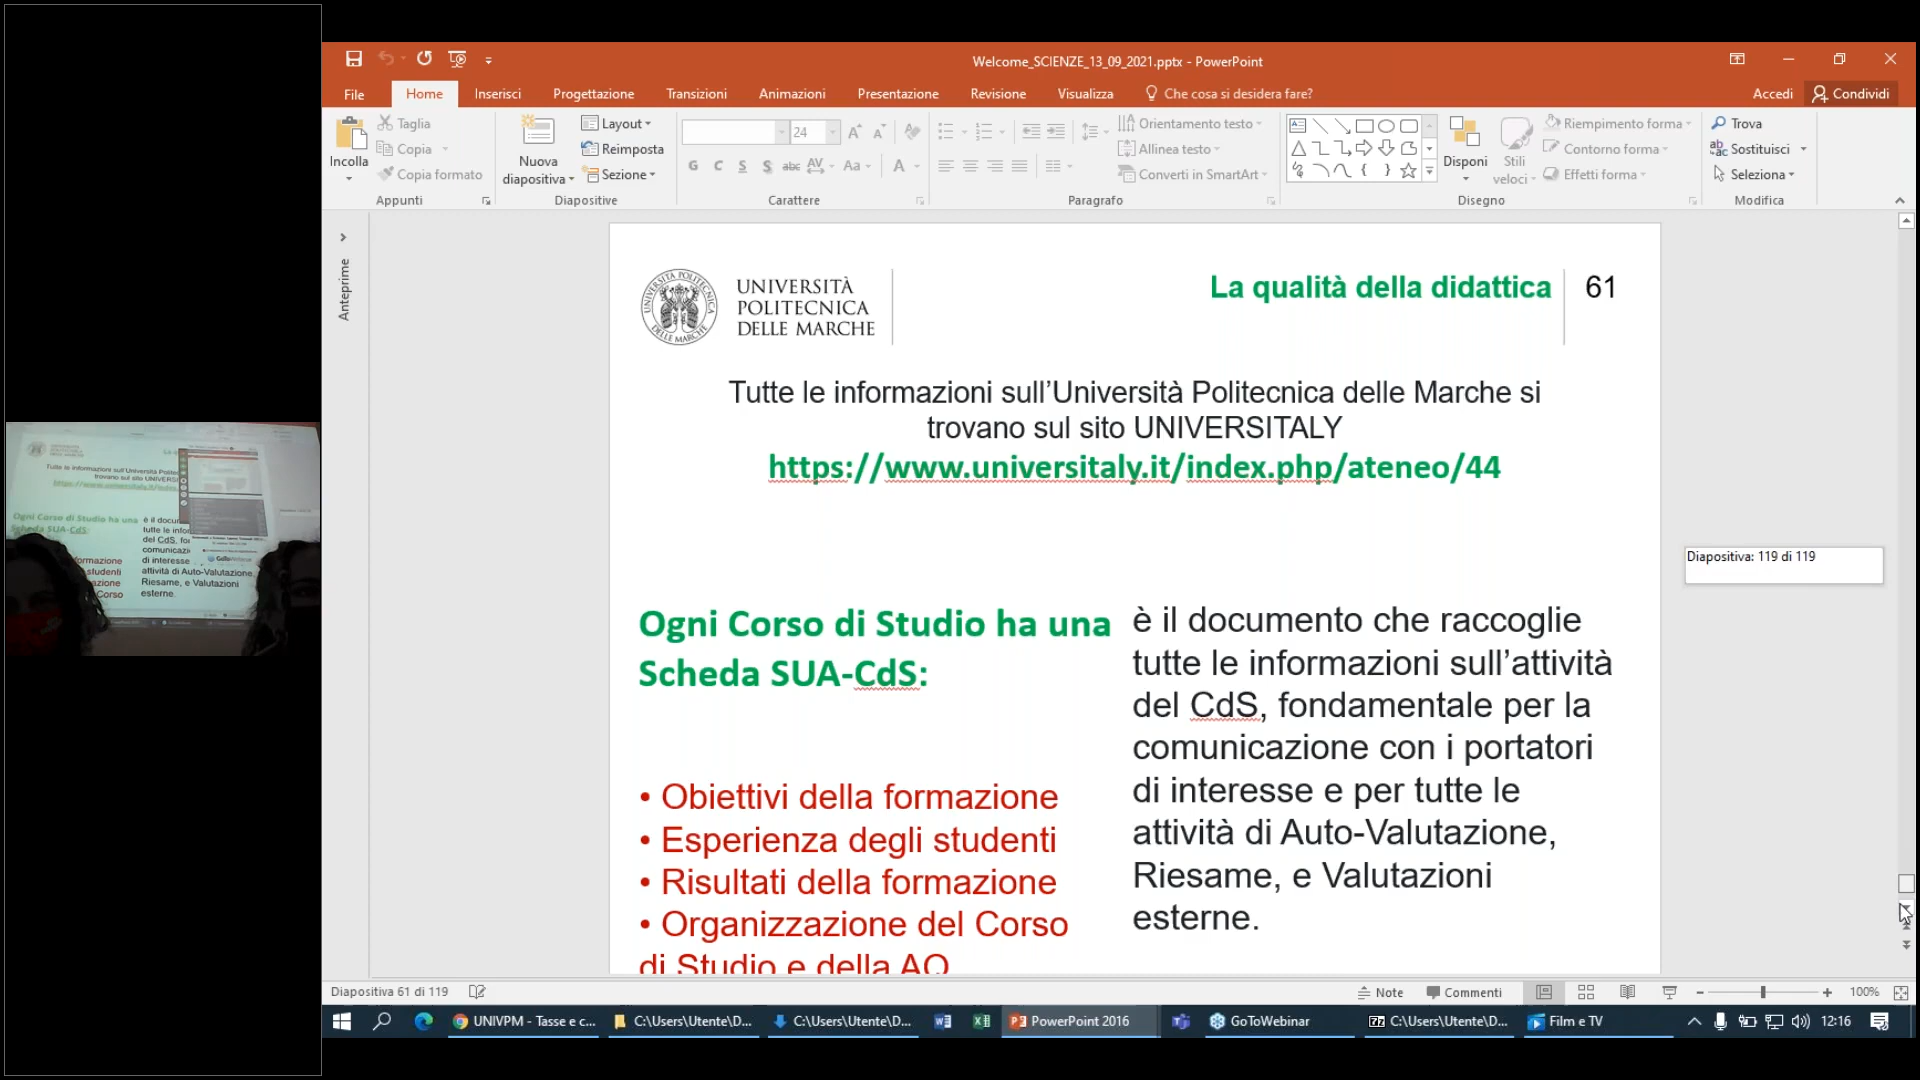 Welcome_SCIENZE_13_09_2021.pptx - PowerPoint
File
Home
Inserisci
Progettazione
Transizioni
Animazioni
Presentazione
Revisione
Visualizza
Che cosa si desidera fare?
Accedi
Condividi
Incolla
Taglia
Copia
Copia formato
Appunti
Nuova
diapositiva
Layout
Reimposta
Sezione
Diapositive
24
G C S S abc AV Aa A
Carattere
Orientamento testo
Allinea testo
Converti in SmartArt
Paragrafo
Disponi
Stili
veloci
Riempimento forma
Contorno forma
Effetti forma
Disegno
Trova
Sostituisci
Seleziona
Modifica
Anteprime
UNIVERSITÀ
POLITECNICA
DELLE MARCHE
La qualità della didattica
61
Tutte le informazioni sull'Università Politecnica delle Marche si
trovano sul sito UNIVERSITALY
https://www.universitaly.it/index.php/ateneo/44
Ogni Corso di Studio ha una
Scheda SUA-CdS:
• Obiettivi della formazione
• Esperienza degli studenti
• Risultati della formazione
• Organizzazione del Corso
di Studio e della AQ
è il documento che raccoglie
tutte le informazioni sull'attività
del CdS, fondamentale per la
comunicazione con i portatori
di interesse e per tutte le
attività di Auto-Valutazione,
Riesame, e Valutazioni
esterne.
Diapositiva: 119 di 119
Diapositiva 61 di 119
Note
Commenti
100%
UNIVPM - Tasse e c...
C:\Users\Utente\D...
C:\Users\Utente\D...
PowerPoint 2016
GoToWebinar
C:\Users\Utente\D...
Film e TV
12:16